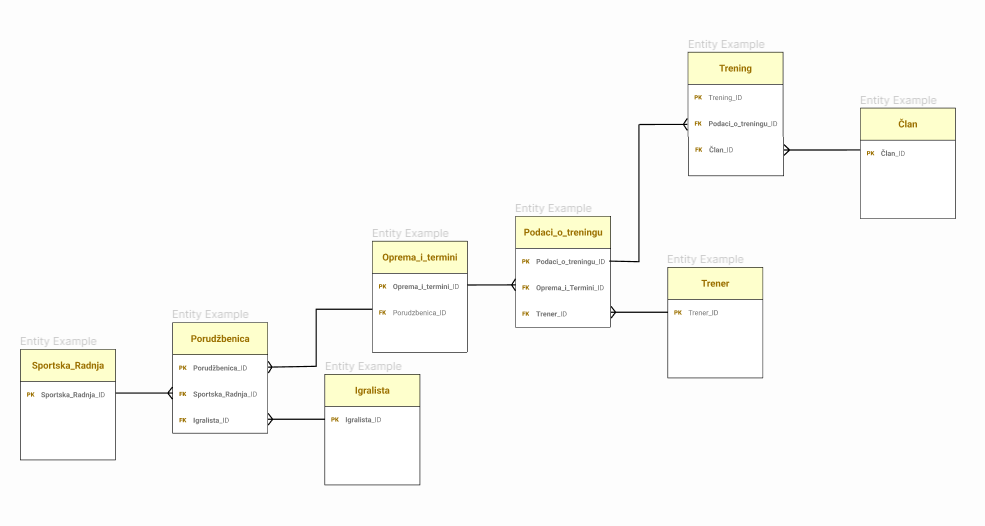 Entity Example
Sportska_Radnja
PK Sportska_Radnja_ID
Entity Example
Porudžbenica
PK Porudžbenica_ID
FK Sportska_Radnja_ID
FK Igralista_ID
Entity Example
Igralista
PK Igralista_ID
Entity Example
Oprema_i_termini
PK Oprema_i_termini_ID
FK Porudzbenica_ID
Entity Example
Podaci_o_treningu
PK Podaci_o_treningu_ID
FK Oprema_i_Termini_ID
FK Trener_ID
Entity Example
Trener
PK Trener_ID
Entity Example
Trening
PK Trening_ID
FK Podaci_o_treningu_ID
FK Član_ID
Entity Example
Član
PK Član_ID